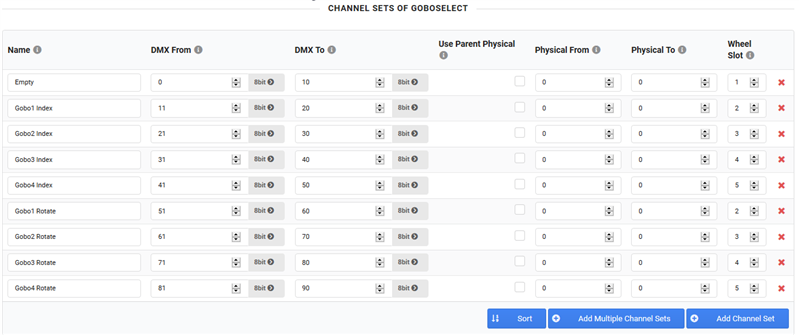 CHANNEL SETS OF GOBOSELECT
Name DMX From DMX To Use Parent Physical Physical From Physical To Wheel Slot
Empty 0 8bit 10 8bit 0 0 1
Gobo1 Index 11 8bit 20 8bit 0 0 2
Gobo2 Index 21 8bit 30 8bit 0 0 3
Gobo3 Index 31 8bit 40 8bit 0 0 4
Gobo4 Index 41 8bit 50 8bit 0 0 5
Gobo1 Rotate 51 8bit 60 8bit 0 0 2
Gobo2 Rotate 61 8bit 70 8bit 0 0 3
Gobo3 Rotate 71 8bit 80 8bit 0 0 4
Gobo4 Rotate 81 8bit 90 8bit 0 0 5
Sort Add Multiple Channel Sets Add Channel Set